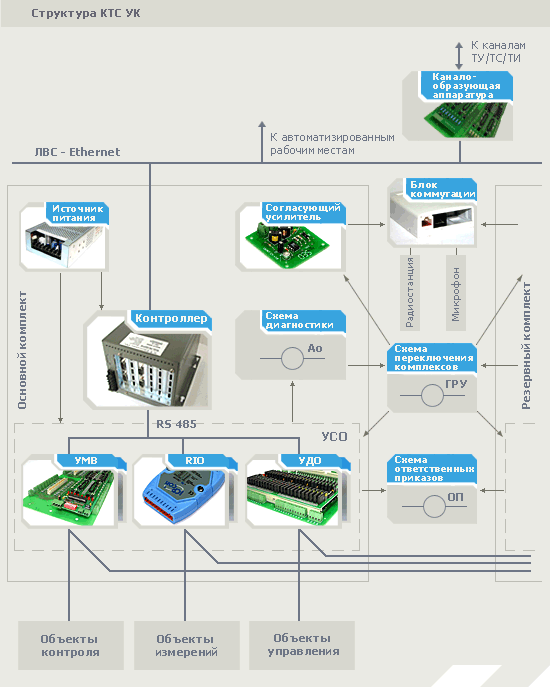 Структура КТС УК
К каналам
ТУ/ТС/ТИ
Канало-
образующая
аппаратура
К автоматизированным
рабочим местам
ЛВС - Ethernet
Источник
питания
Согласующий
усилитель
Блок
коммутации
Радиостанция
Микрофон
Основной комплект
Резервный комплект
Контроллер
Схема
диагностики
Ао
Схема
переключения
комплексов
ГРУ
RS-485
УСО
УМВ
RIO
УДО
Схема
ответственных
приказов
ОП
Объекты
контроля
Объекты
измерений
Объекты
управления